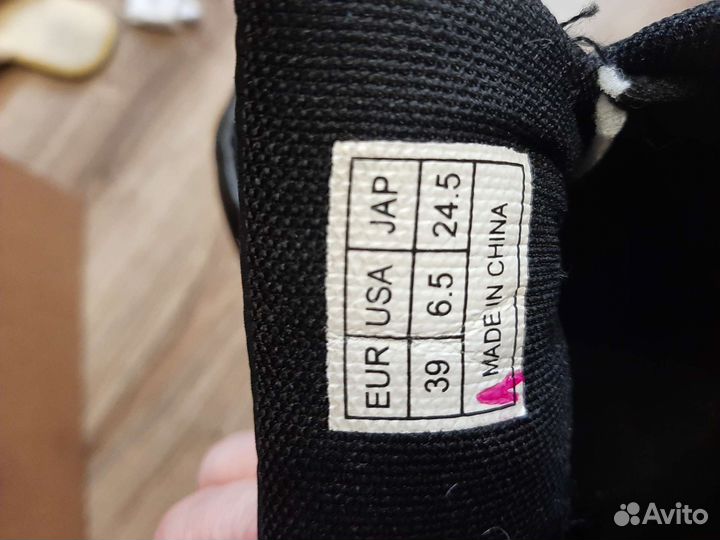 EUR USA JAP
39 6.5 24.5
MADE IN CHINA
Avito